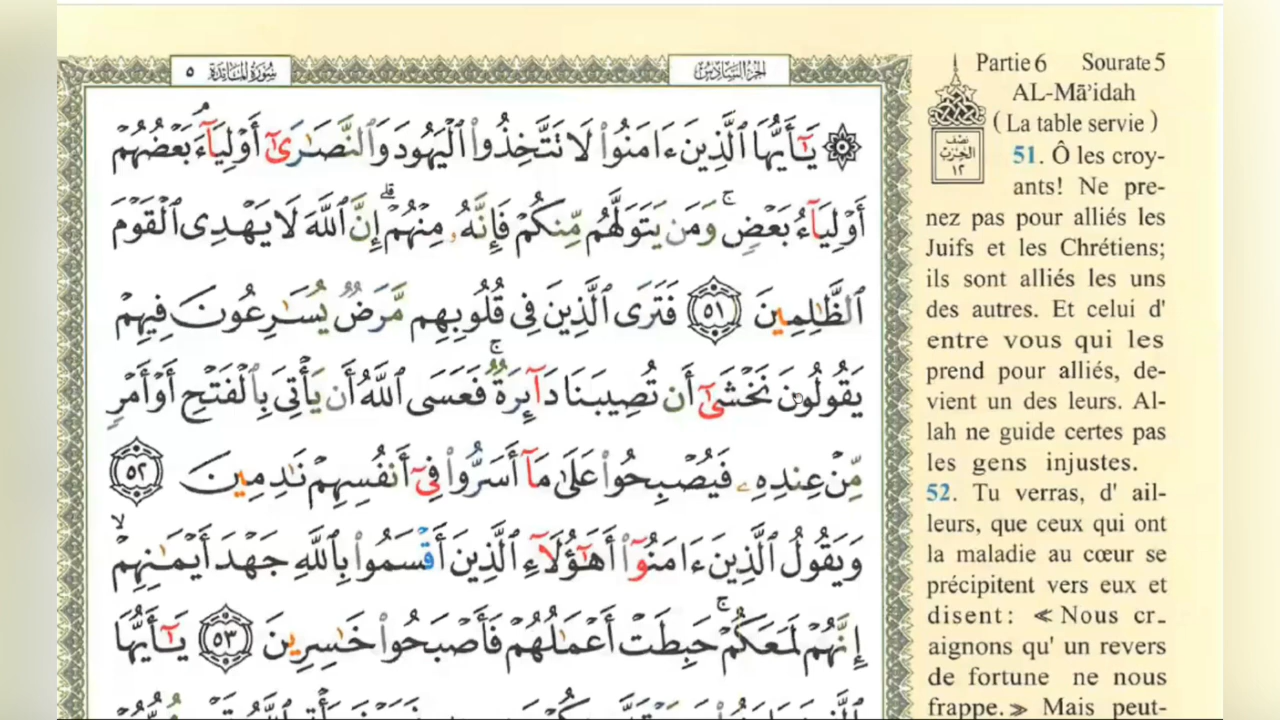 سُورَةُ المَائِدَة ٥
الجُزْءُ السَّادِسُ
۞ يَـٰٓأَيُّهَا ٱلَّذِينَ ءَامَنُوا۟ لَا تَتَّخِذُوا۟ ٱلْيَهُودَ وَٱلنَّصَـٰرَىٰٓ أَوْلِيَآءَ ۘ بَعْضُهُمْ
أَوْلِيَآءُ بَعْضٍ ۚ وَمَن يَتَوَلَّهُم مِّنكُمْ فَإِنَّهُۥ مِنْهُمْ ۗ إِنَّ ٱللَّهَ لَا يَهْدِى ٱلْقَوْمَ
ٱلظَّـٰلِمِينَ ٥١ فَتَرَى ٱلَّذِينَ فِى قُلُوبِهِم مَّرَضٌ يُسَـٰرِعُونَ فِيهِمْ
يَقُولُونَ نَخْشَىٰٓ أَن تُصِيبَنَا دَآئِرَةٌ ۚ فَعَسَى ٱللَّهُ أَن يَأْتِىَ بِٱلْفَتْحِ أَوْ أَمْرٍ
مِّنْ عِندِهِۦ فَيُصْبِحُوا۟ عَلَىٰ مَآ أَسَرُّوا۟ فِىٓ أَنفُسِهِمْ نَـٰدِمِينَ ٥٢
وَيَقُولُ ٱلَّذِينَ ءَامَنُوٓا۟ أَهَـٰٓؤُلَآءِ ٱلَّذِينَ أَقْسَمُوا۟ بِٱللَّهِ جَهْدَ أَيْمَـٰنِهِمْ ۙ
إِنَّهُمْ لَمَعَكُمْ ۚ حَبِطَتْ أَعْمَـٰلُهُمْ فَأَصْبَحُوا۟ خَـٰسِرِينَ ٥٣ يَـٰٓأَيُّهَا
نصف
الحزب
١٢
Partie 6 Sourate 5
AL-Mā'idah
( La table servie )
51. Ô les croy-
ants! Ne pre-
nez pas pour alliés les
Juifs et les Chrétiens;
ils sont alliés les uns
des autres. Et celui d'
entre vous qui les
prend pour alliés, de-
vient un des leurs. Al-
lah ne guide certes pas
les gens injustes.
52. Tu verras, d' ail-
leurs, que ceux qui ont
la maladie au cœur se
précipitent vers eux et
disent: ≪ Nous cr-
aignons qu' un revers
de fortune ne nous
frappe.≫ Mais peut-